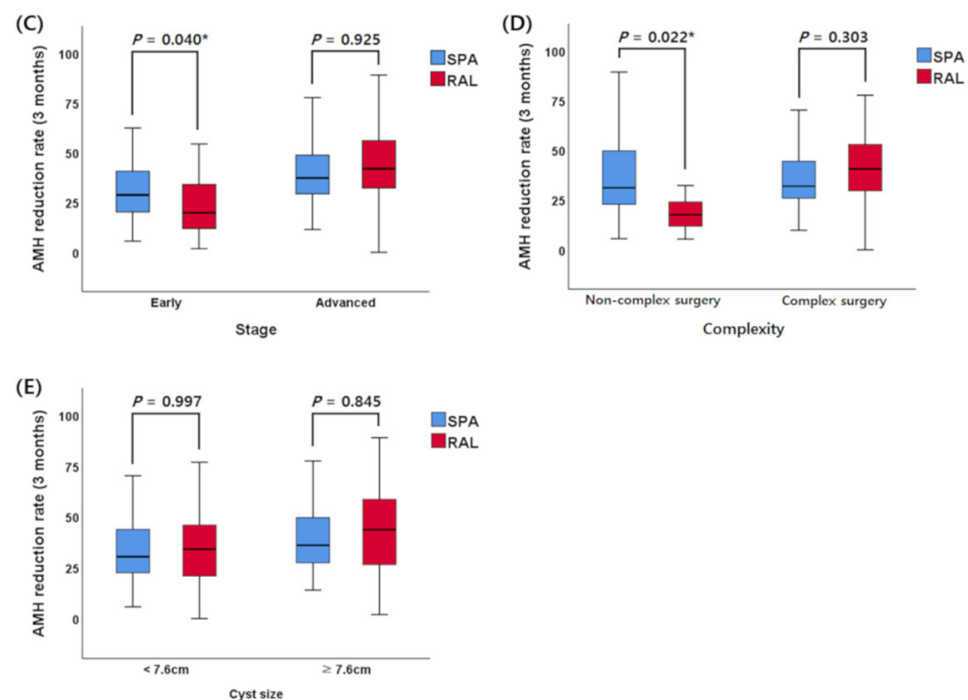 (C)
P = 0.040*
P = 0.925
SPA
RAL
AMH reduction rate (3 months)
100
75
50
25
0
Early
Advanced
Stage
(D)
P = 0.022*
P = 0.303
SPA
RAL
AMH reduction rate (3 months)
100
75
50
25
0
Non-complex surgery
Complex surgery
Complexity
(E)
P = 0.997
P = 0.845
SPA
RAL
AMH reduction rate (3 months)
100
75
50
25
0
< 7.6cm
≥ 7.6cm
Cyst size